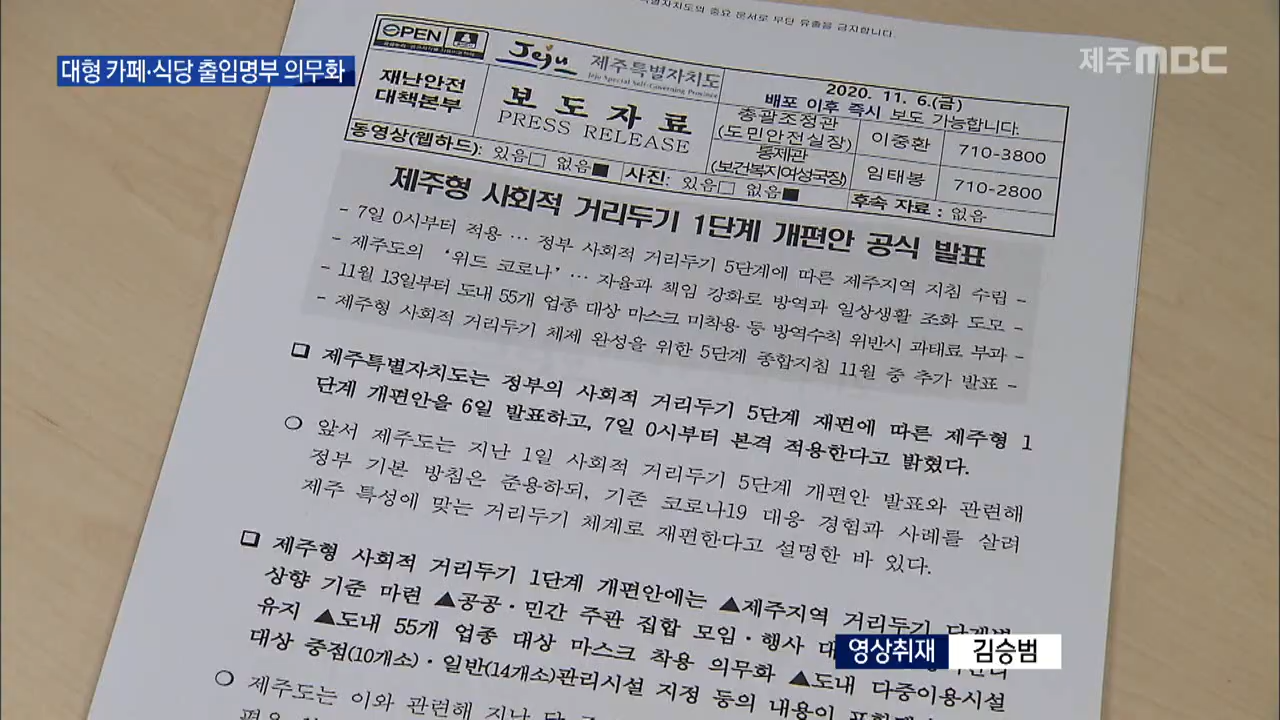 특별자치도의 중요 문서로 무단 유출을 금지합니다.
대형 카페·식당 출입명부 의무화
제주MBC
OPEN
Jeju 제주특별자치도
Jeju Special Self-Governing Province
2020. 11. 6.(금)
배포 이후 즉시 보도 가능합니다.
재난안전
대책본부
보 도 자 료
PRESS RELEASE
총괄조정관
(도민안전실장)
이중환
710-3800
통제관
(보건복지여성국장)
임태봉
710-2800
동영상(웹하드): 있음□ 없음■
사진: 있음□ 없음■
후속 자료 : 없음
제주형 사회적 거리두기 1단계 개편안 공식 발표
- 7일 0시부터 적용 … 정부 사회적 거리두기 5단계에 따른 제주지역 지침 수립 -
- 제주도의 ‘위드 코로나’ … 자율과 책임 강화로 방역과 일상생활 조화 도모 -
- 11월 13일부터 도내 55개 업종 대상 마스크 미착용 등 방역수칙 위반시 과태료 부과 -
- 제주형 사회적 거리두기 체제 완성을 위한 5단계 종합지침 11월 중 추가 발표 -
❑ 제주특별자치도는 정부의 사회적 거리두기 5단계 재편에 따른 제주형 1
단계 개편안을 6일 발표하고, 7일 0시부터 본격 적용한다고 밝혔다.
○ 앞서 제주도는 지난 1일 사회적 거리두기 5단계 개편안 발표와 관련해
정부 기본 방침은 준용하되, 기존 코로나19 대응 경험과 사례를 살려
제주 특성에 맞는 거리두기 체계로 재편한다고 설명한 바 있다.
❑ 제주형 사회적 거리두기 1단계 개편안에는 ▲제주지역 거리두기 단계별
상향 기준 마련 ▲공공·민간 주관 집합 모임·행사
유지 ▲도내 55개 업종 대상 마스크 착용 의무화 ▲도내 다중이용시설
대상 중점(10개소)·일반(14개소)관리시설 지정 등의 내용이
○ 제주도는 이와 관련해 지난
영상취재 김승범